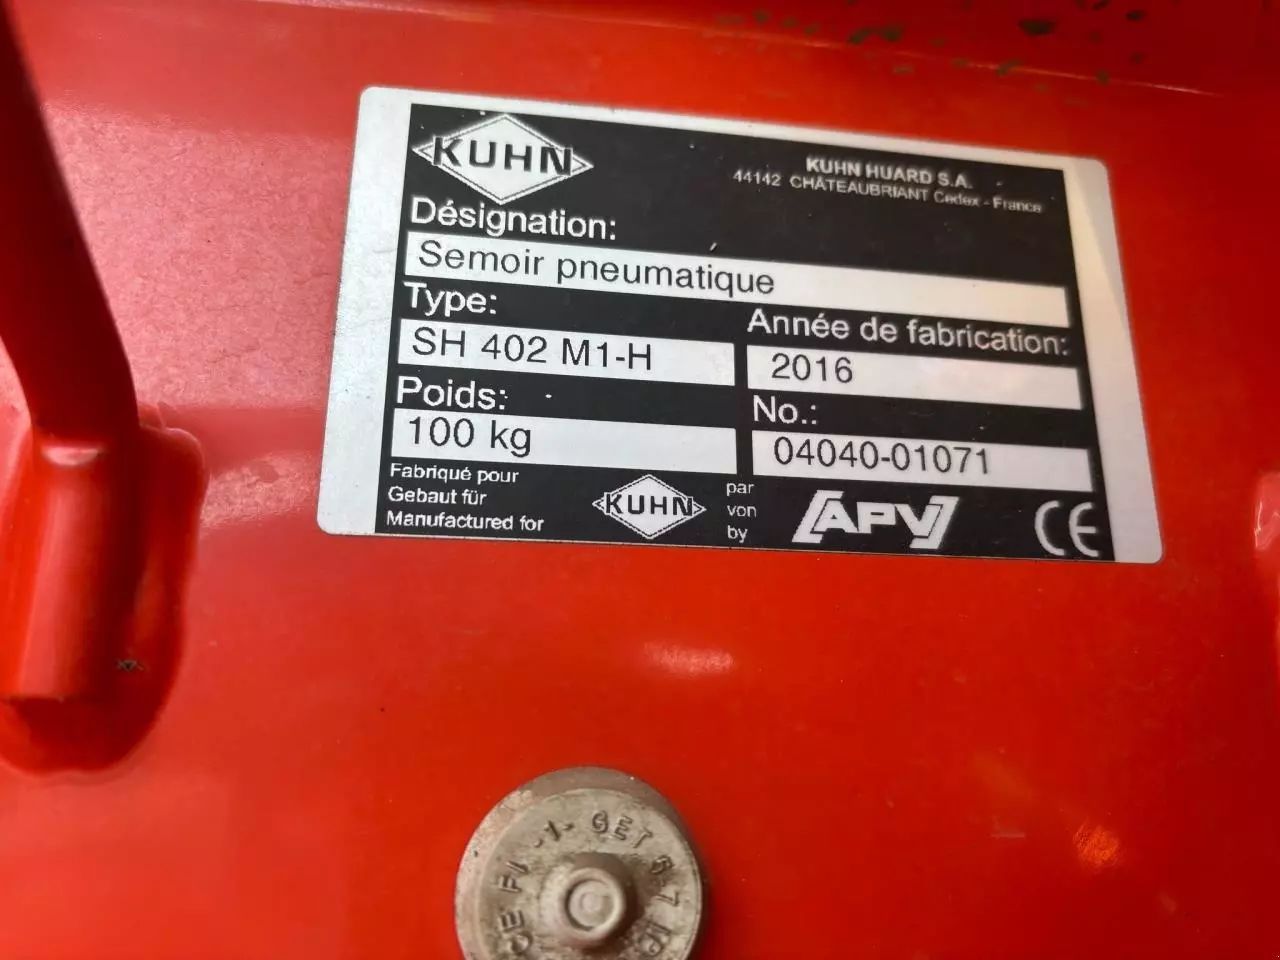 KUHN
KUHN HUARD S.A.
44142 CHÂTEAUBRIANT Cedex - France
Désignation:
Semoir pneumatique
Type:
Année de fabrication:
SH 402 M1-H
2016
Poids:
No.:
100 kg
04040-01071
Fabriqué pour
Gebaut für
Manufactured for
KUHN
par
von
by
APV
CE
GET